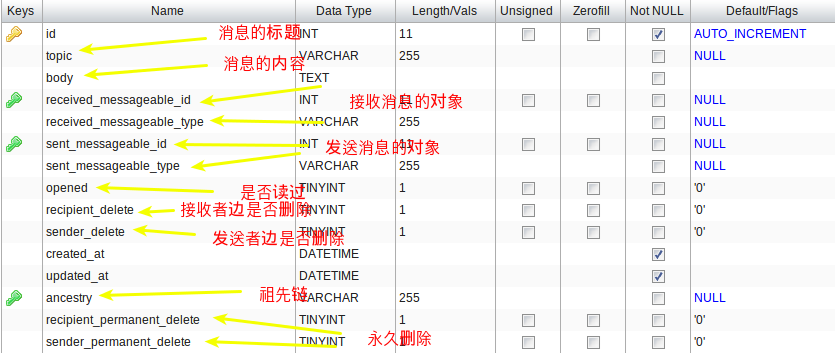 Keys Name Data Type Length/Vals Unsigned Zerofill Not NULL Default/Flags
id 消息的标题 INT 11 AUTO_INCREMENT
topic VARCHAR 255 NULL
body 消息的内容 TEXT
received_messageable_id INT 接收消息的对象 11 NULL
received_messageable_type VARCHAR 255 NULL
sent_messageable_id INT 发送消息的对象 11 NULL
sent_messageable_type VARCHAR 255 NULL
opened 是否读过 TINYINT 1 '0'
recipient_delete 接收者边是否删除 TINYINT 1 '0'
sender_delete 发送者边是否删除 TINYINT 1 '0'
created_at DATETIME
updated_at DATETIME
ancestry 祖先链 VARCHAR 255 NULL
recipient_permanent_delete TINYINT 1 '0'
sender_permanent_delete TINYINT 永久删除 1 '0'